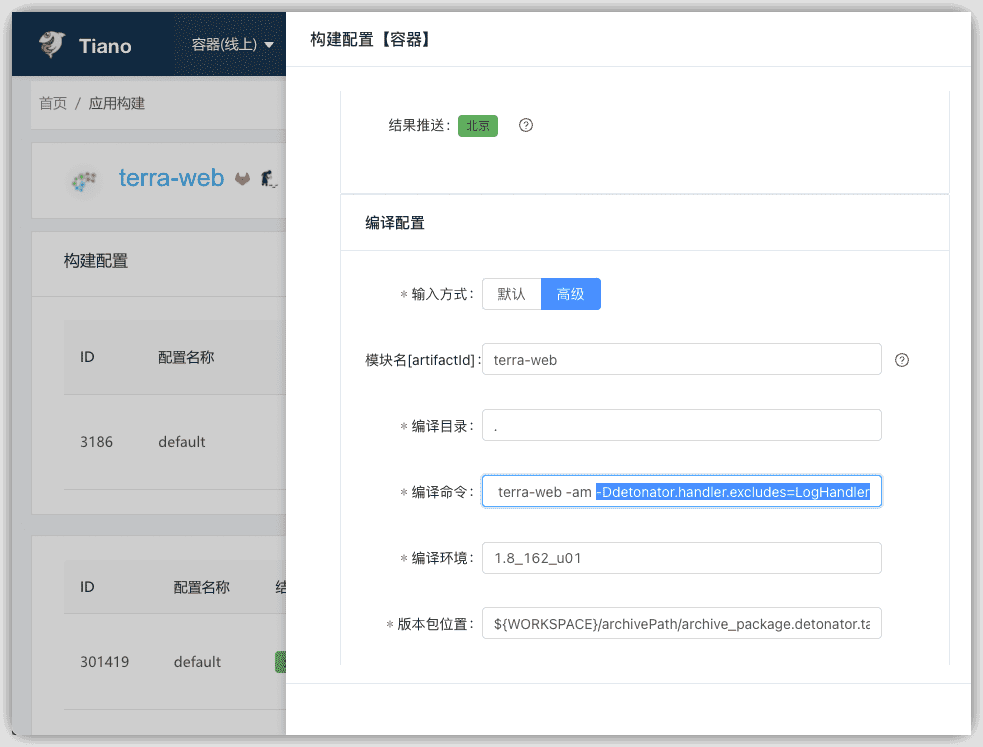 Tiano
容器(线上)
首页 / 应用构建
terra-web
构建配置
ID 配置名称
3186 default
ID 配置名称 结
301419 default
构建配置【容器】
结果推送: 北京
编译配置
* 输入方式: 默认 高级
模块名[artifactId]: terra-web
* 编译目录: .
* 编译命令: terra-web -am -Ddetonator.handler.excludes=LogHandler
* 编译环境: 1.8_162_u01
* 版本包位置: ${WORKSPACE}/archivePath/archive_package.detonator.ta